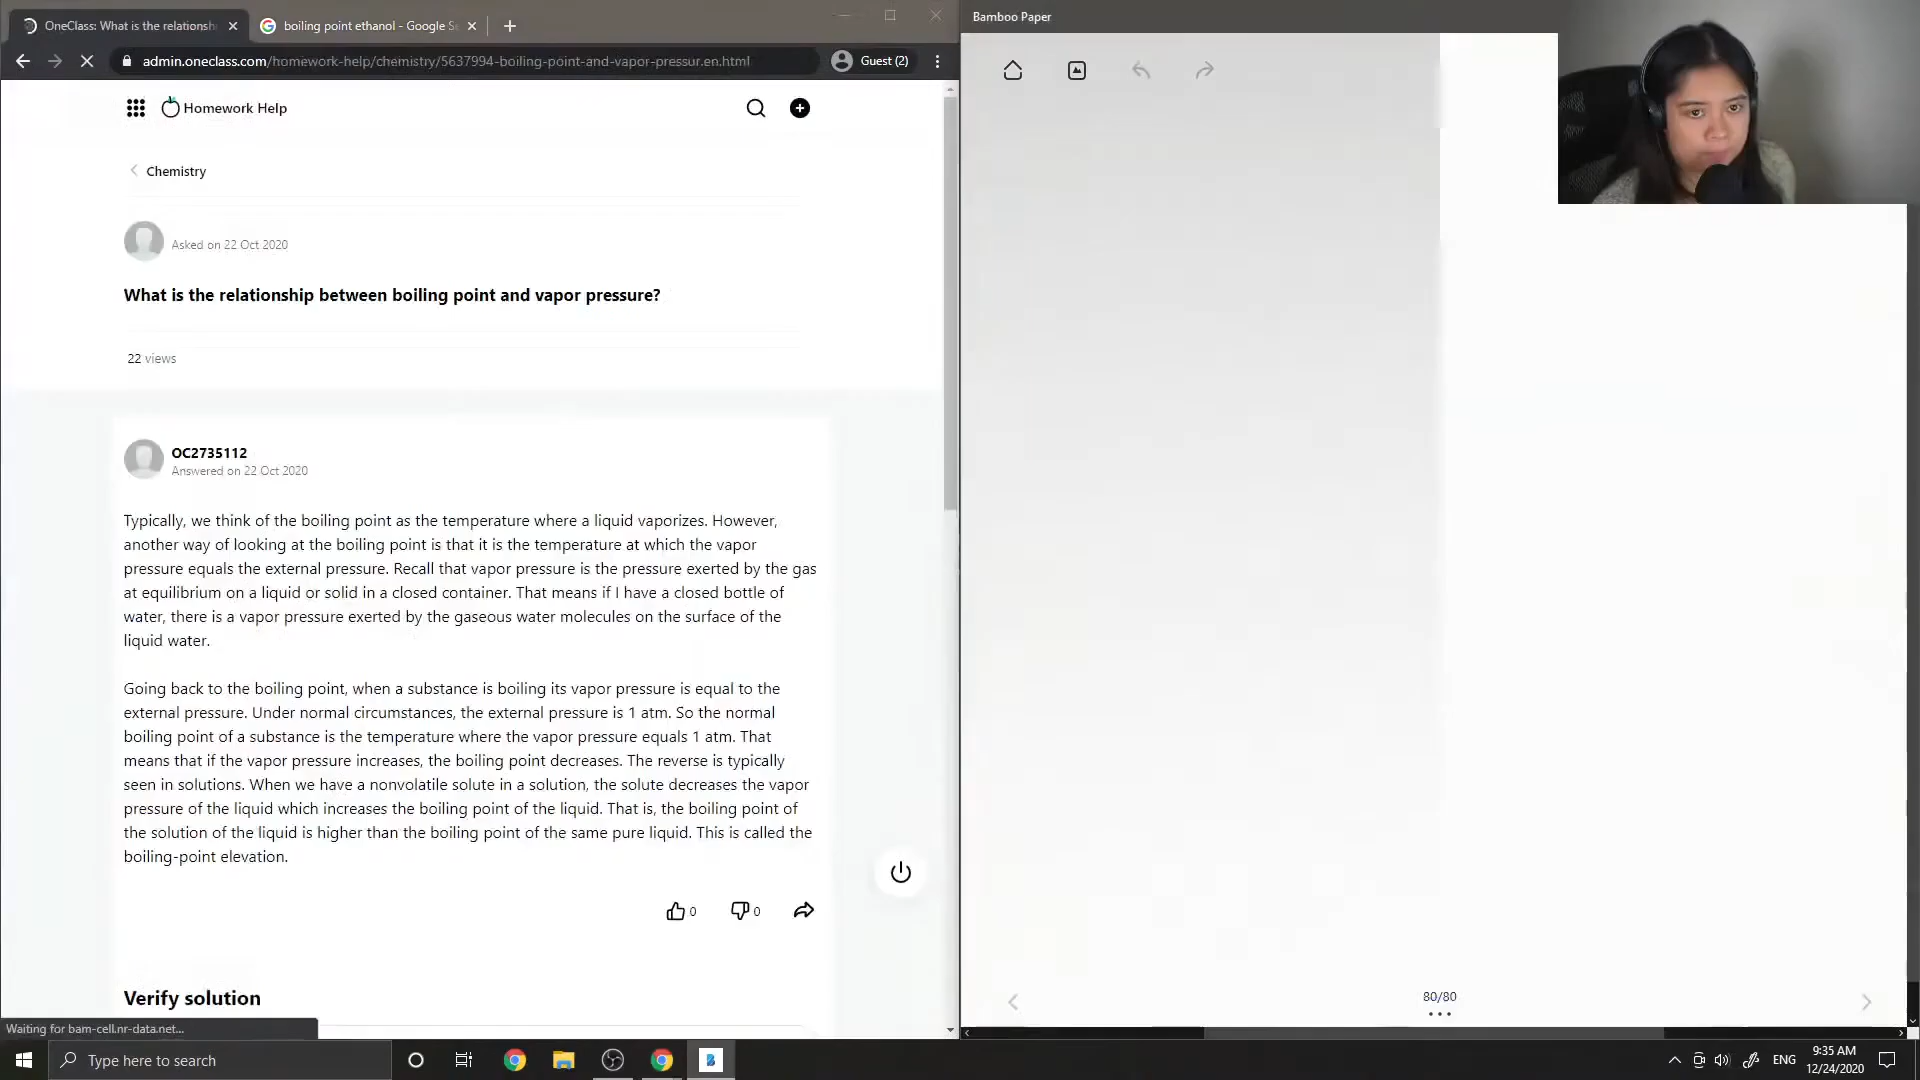 OneClass: What is the relationsh
boiling point ethanol - Google S
Bamboo Paper
admin.oneclass.com/homework-help/chemistry/5637994-boiling-point-and-vapor-pressur.en.html
Guest (2)
Homework Help
Chemistry
Asked on 22 Oct 2020
What is the relationship between boiling point and vapor pressure?
22 views
OC2735112
Answered on 22 Oct 2020
Typically, we think of the boiling point as the temperature where a liquid vaporizes. However,
another way of looking at the boiling point is that it is the temperature at which the vapor
pressure equals the external pressure. Recall that vapor pressure is the pressure exerted by the gas
at equilibrium on a liquid or solid in a closed container. That means if I have a closed bottle of
water, there is a vapor pressure exerted by the gaseous water molecules on the surface of the
liquid water.
Going back to the boiling point, when a substance is boiling its vapor pressure is equal to the
external pressure. Under normal circumstances, the external pressure is 1 atm. So the normal
boiling point of a substance is the temperature where the vapor pressure equals 1 atm. That
means that if the vapor pressure increases, the boiling point decreases. The reverse is typically
seen in solutions. When we have a nonvolatile solute in a solution, the solute decreases the vapor
pressure of the liquid which increases the boiling point of the liquid. That is, the boiling point of
the solution of the liquid is higher than the boiling point of the same pure liquid. This is called the
boiling-point elevation.
0
0
Verify solution
80/80
Waiting for bam-cell.nr-data.net...
Type here to search
ENG
9:35 AM
12/24/2020